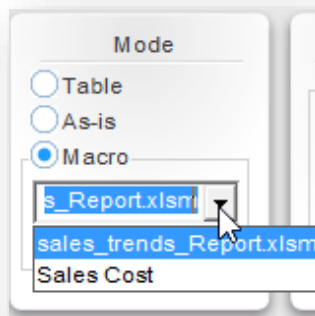 Mode
Table
As-is
Macro
s_Report.xlsm
sales_trends_Report.xlsm
Sales Cost